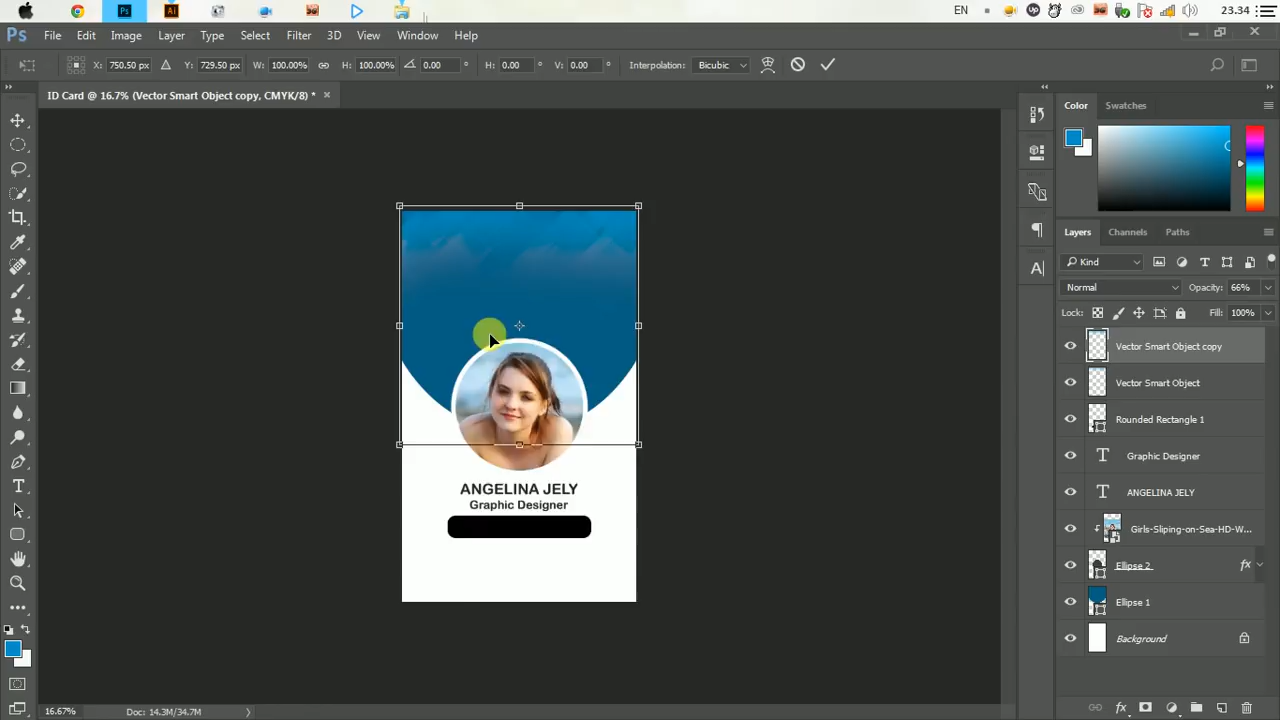 EN
23.34
Ps
File Edit Image Layer Type Select Filter 3D View Window Help
X: 750.50 px Y: 729.50 px W: 100.00% H: 100.00% 0.00 ° H: 0.00 ° V: 0.00 ° Interpolation: Bicubic
ID Card @ 16.7% (Vector Smart Object copy, CMYK/8) * ×
Color Swatches
Layers Channels Paths
Kind
Normal Opacity: 66%
Lock: Fill: 100%
Vector Smart Object copy
Vector Smart Object
Rounded Rectangle 1
Graphic Designer
ANGELINA JELY
Girls-Sliping-on-Sea-HD-W...
Ellipse 2 fx
Ellipse 1
Background
ANGELINA JELY
Graphic Designer
16.67% Doc: 14.3M/34.7M